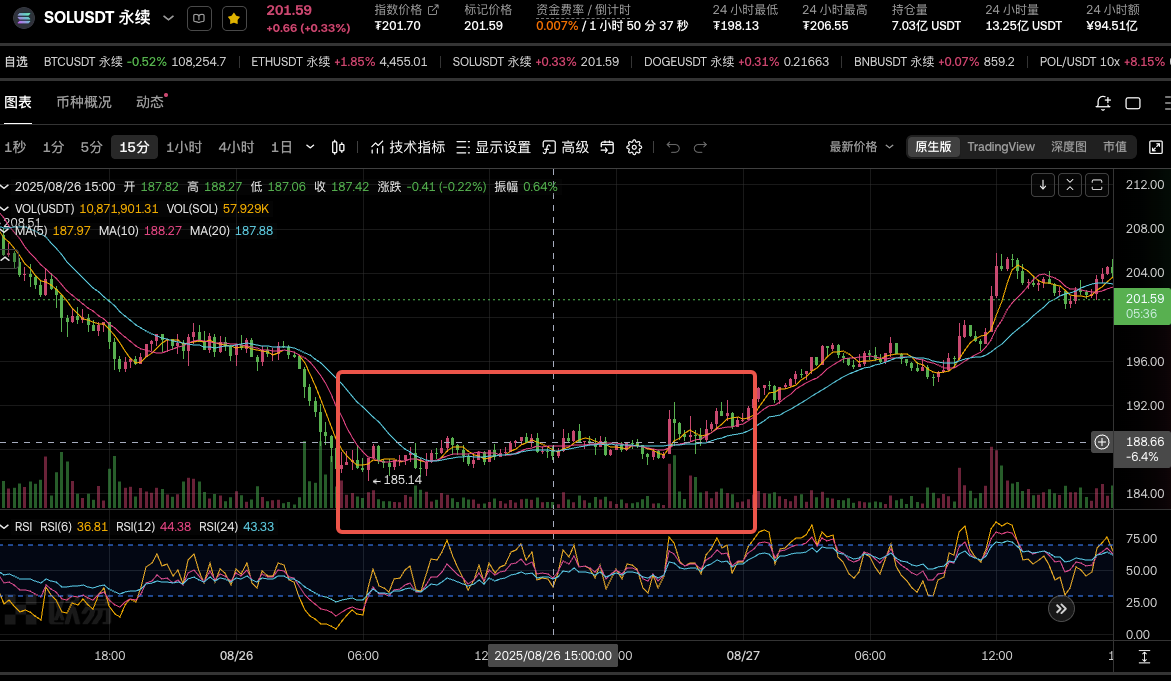 SOLUSDT 永续
201.59
+0.66 (+0.33%)
指数价格
₮201.70
标记价格
201.59
资金费率 / 倒计时
0.007% / 1 小时 50 分 37 秒
24 小时最低
₮198.13
24 小时最高
₮206.55
持仓量
7.03亿 USDT
24 小时量
13.25亿 USDT
24 小时额
¥94.51亿
自选 BTCUSDT 永续 -0.52% 108,254.7 ETHUSDT 永续 +1.85% 4,455.01 SOLUSDT 永续 +0.33% 201.59 DOGEUSDT 永续 +0.31% 0.21663 BNBUSDT 永续 +0.07% 859.2 POL/USDT 10x +8.15%
图表 币种概况 动态
1秒 1分 5分 15分 1小时 4小时 1日 技术指标 显示设置 高级 最新价格 原生版 TradingView 深度图 市值
2025/08/26 15:00 开 187.82 高 188.27 低 187.06 收 187.42 涨跌 -0.41 (-0.22%) 振幅 0.64%
VOL(USDT) 10,871,901.31 VOL(SOL) 57.929K
208.51
MA(5) 187.97 MA(10) 188.27 MA(20) 187.88
212.00
208.00
204.00
201.59
05:36
196.00
192.00
188.66
-6.4%
184.00
185.14
RSI RSI(6) 36.81 RSI(12) 44.38 RSI(24) 43.33
75.00
50.00
25.00
0.00
18:00 08/26 06:00 12 2025/08/26 15:00:00 00 08/27 06:00 12:00 1